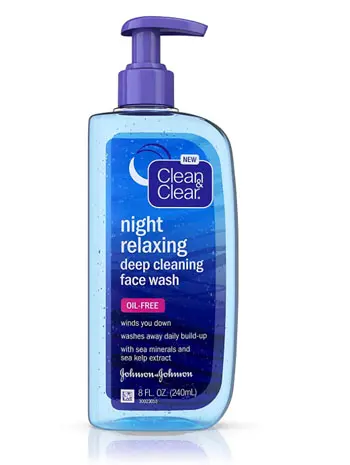 NEW
Clean
&
Clear®
night
relaxing
deep cleaning
face wash
OIL-FREE
winds you down
washes away daily build-up
with sea minerals and
sea kelp extract
Johnson & Johnson
8 FL. OZ. (240mL)